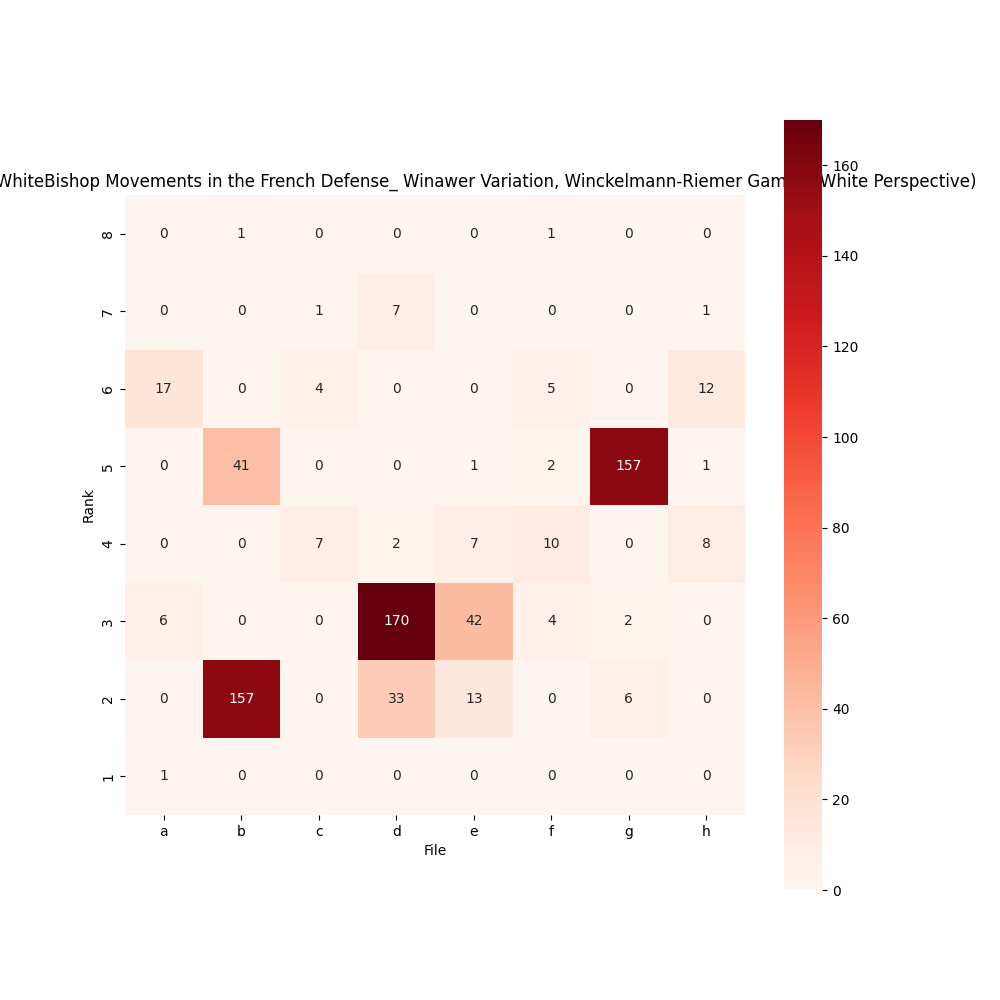 WhiteBishop Movements in the French Defense_ Winawer Variation, Winckelmann-Riemer Gam White Perspective)
8 0 1 0 0 0 1 0 0
7 0 0 1 7 0 0 0 1
6 17 0 4 0 0 5 0 12
5 0 41 0 0 1 2 157 1
Rank
4 0 0 7 2 7 10 0 8
3 6 0 0 170 42 4 2 0
2 0 157 0 33 13 0 6 0
1 1 0 0 0 0 0 0 0
a b c d e f g h
File
160
140
120
100
80
60
40
20
0